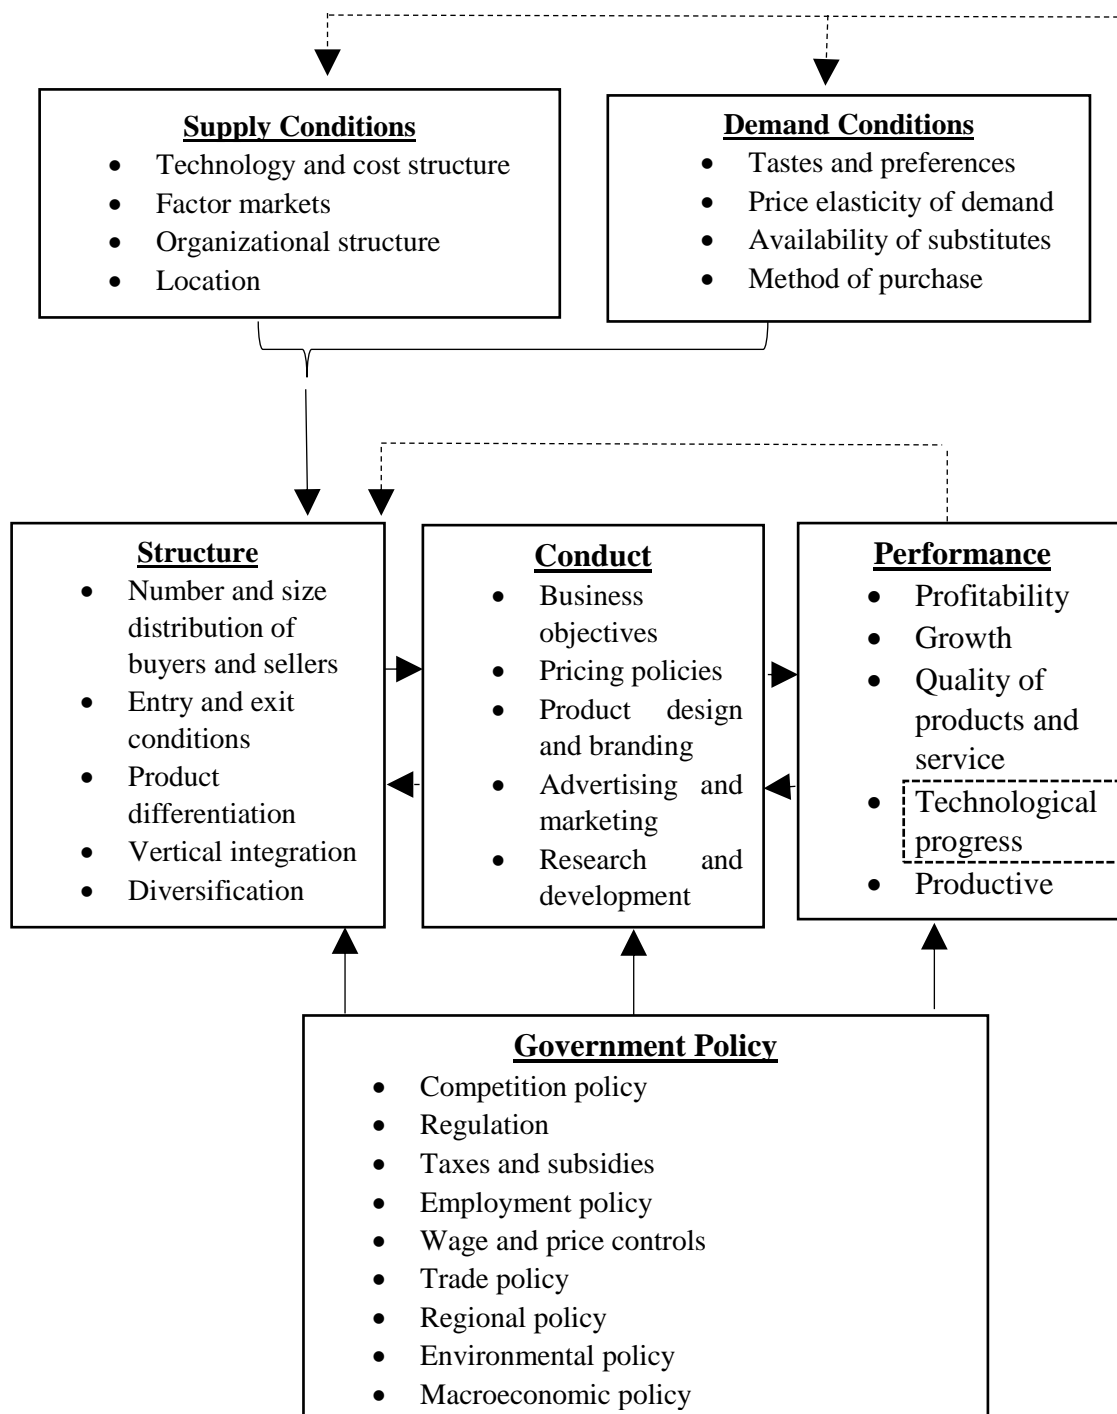 Supply Conditions
• Technology and cost structure
• Factor markets
• Organizational structure
• Location
Demand Conditions
• Tastes and preferences
• Price elasticity of demand
• Availability of substitutes
• Method of purchase
Structure
• Number and size
distribution of
buyers and sellers
• Entry and exit
conditions
• Product
differentiation
• Vertical integration
• Diversification
Conduct
• Business
objectives
• Pricing policies
• Product design
and branding
• Advertising and
marketing
• Research and
development
Performance
• Profitability
• Growth
• Quality of
products and
service
• Technological
progress
• Productive
Government Policy
• Competition policy
• Regulation
• Taxes and subsidies
• Employment policy
• Wage and price controls
• Trade policy
• Regional policy
• Environmental policy
• Macroeconomic policy